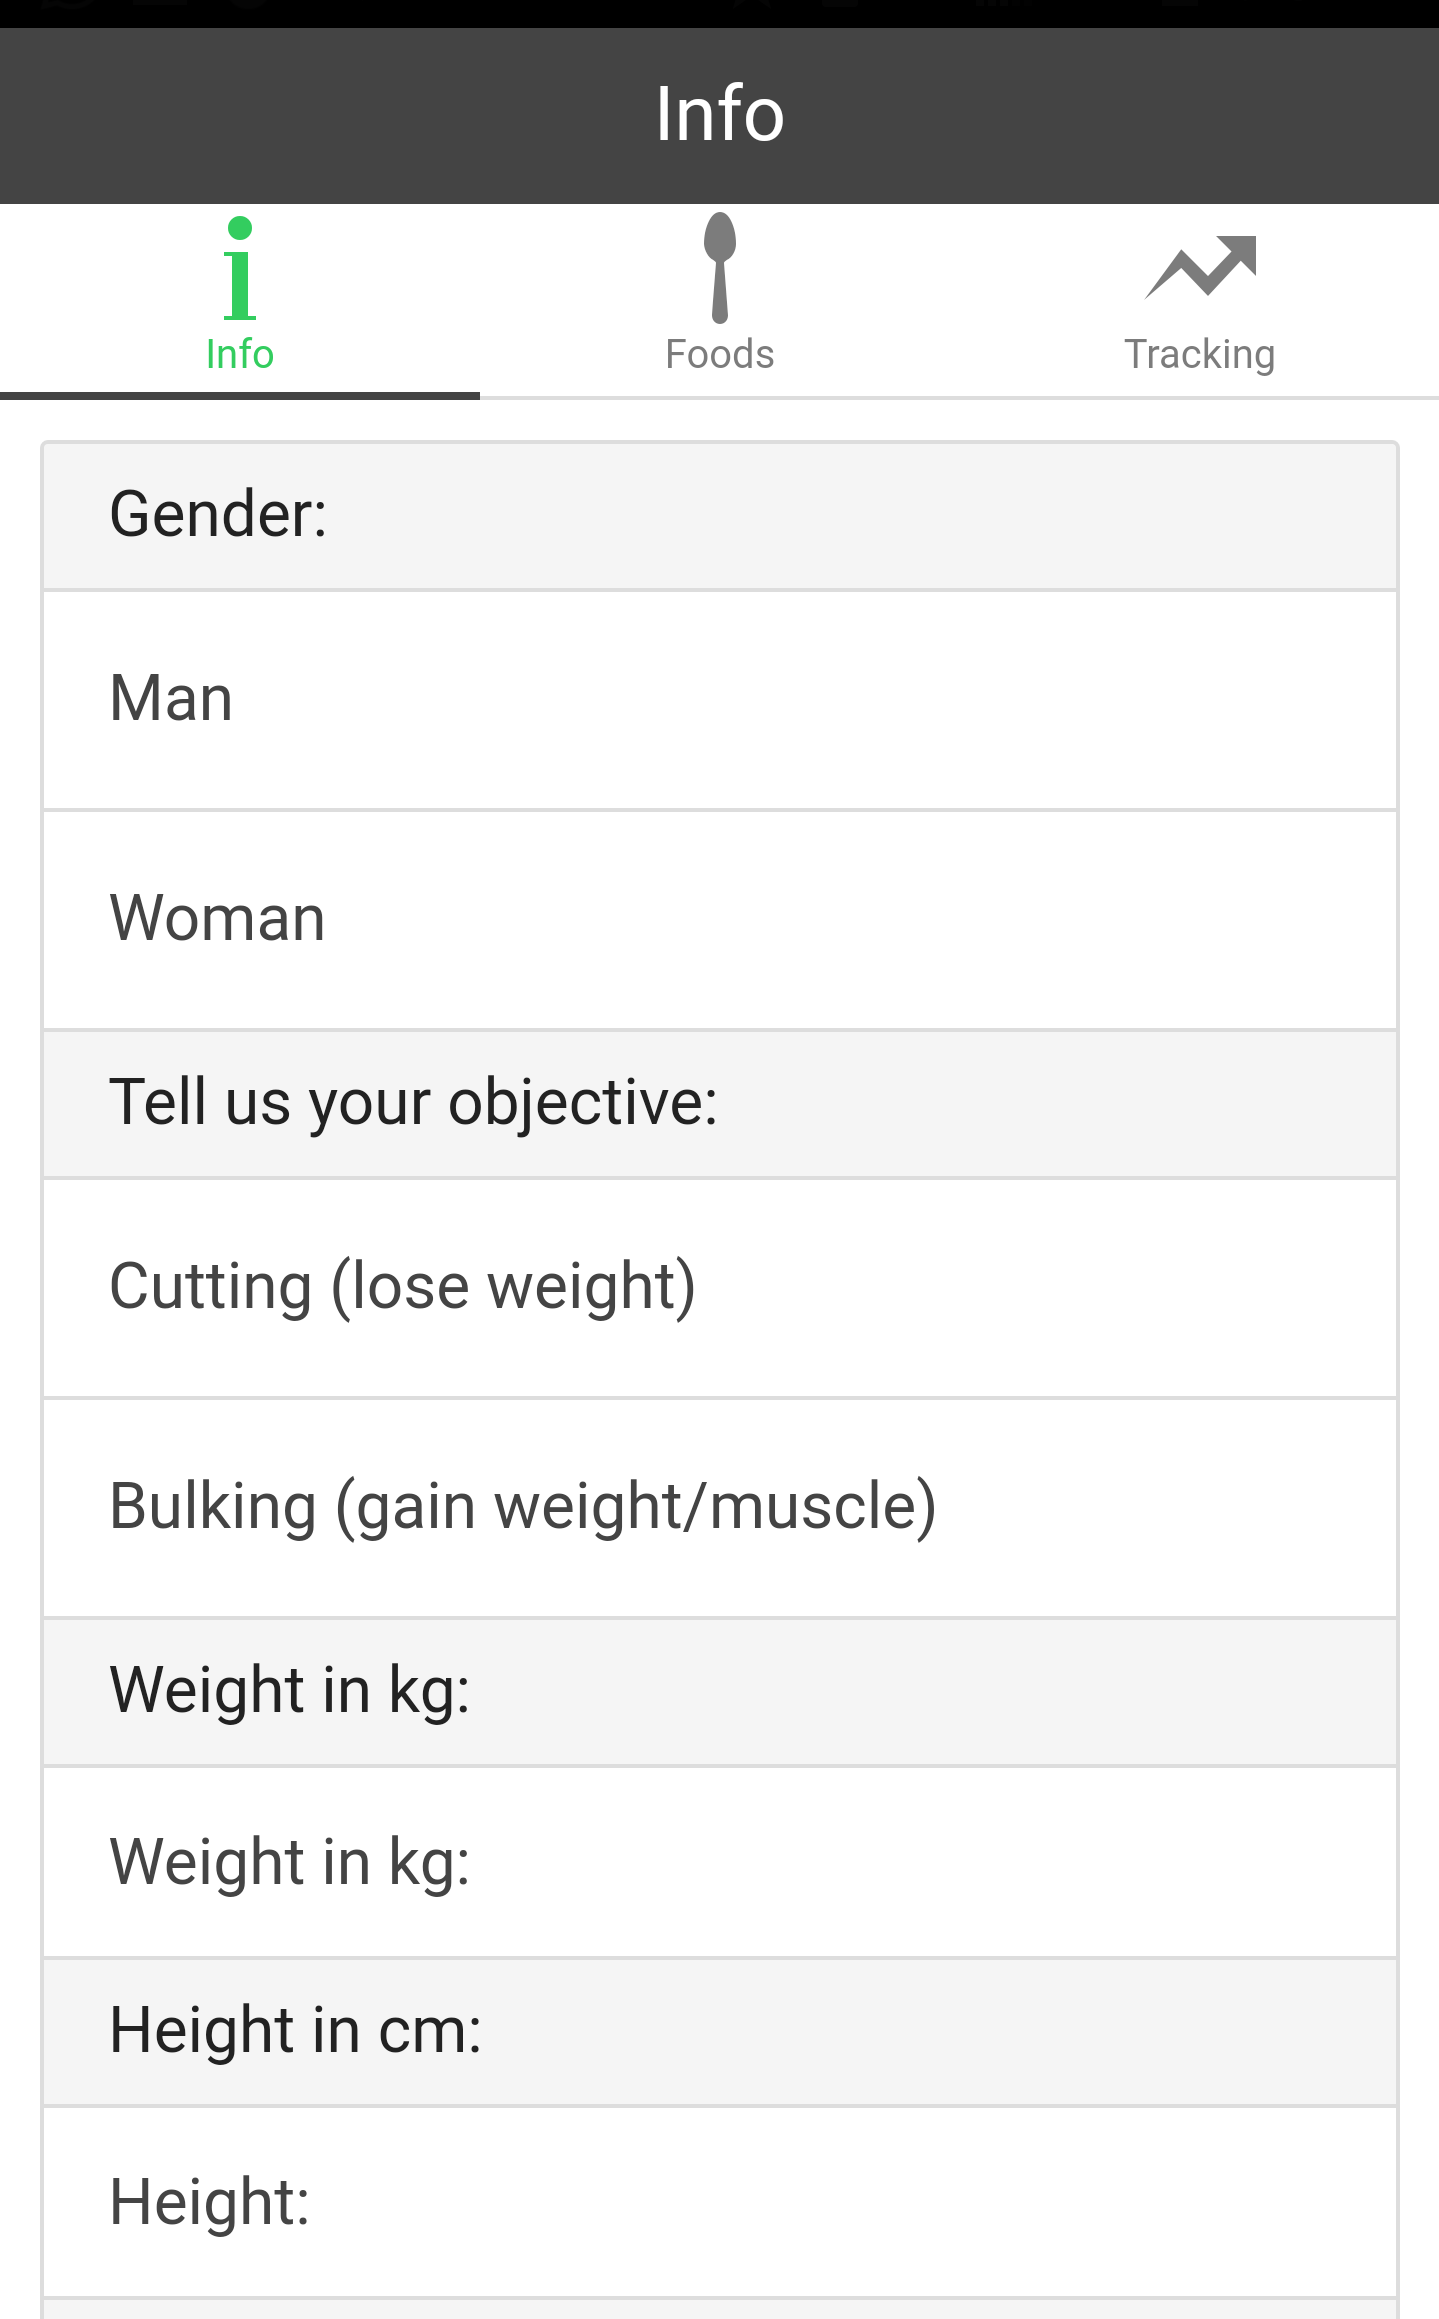 Info
Info
Foods
Tracking
Gender:
Man
Woman
Tell us your objective:
Cutting (lose weight)
Bulking (gain weight/muscle)
Weight in kg:
Weight in kg:
Height in cm:
Height: